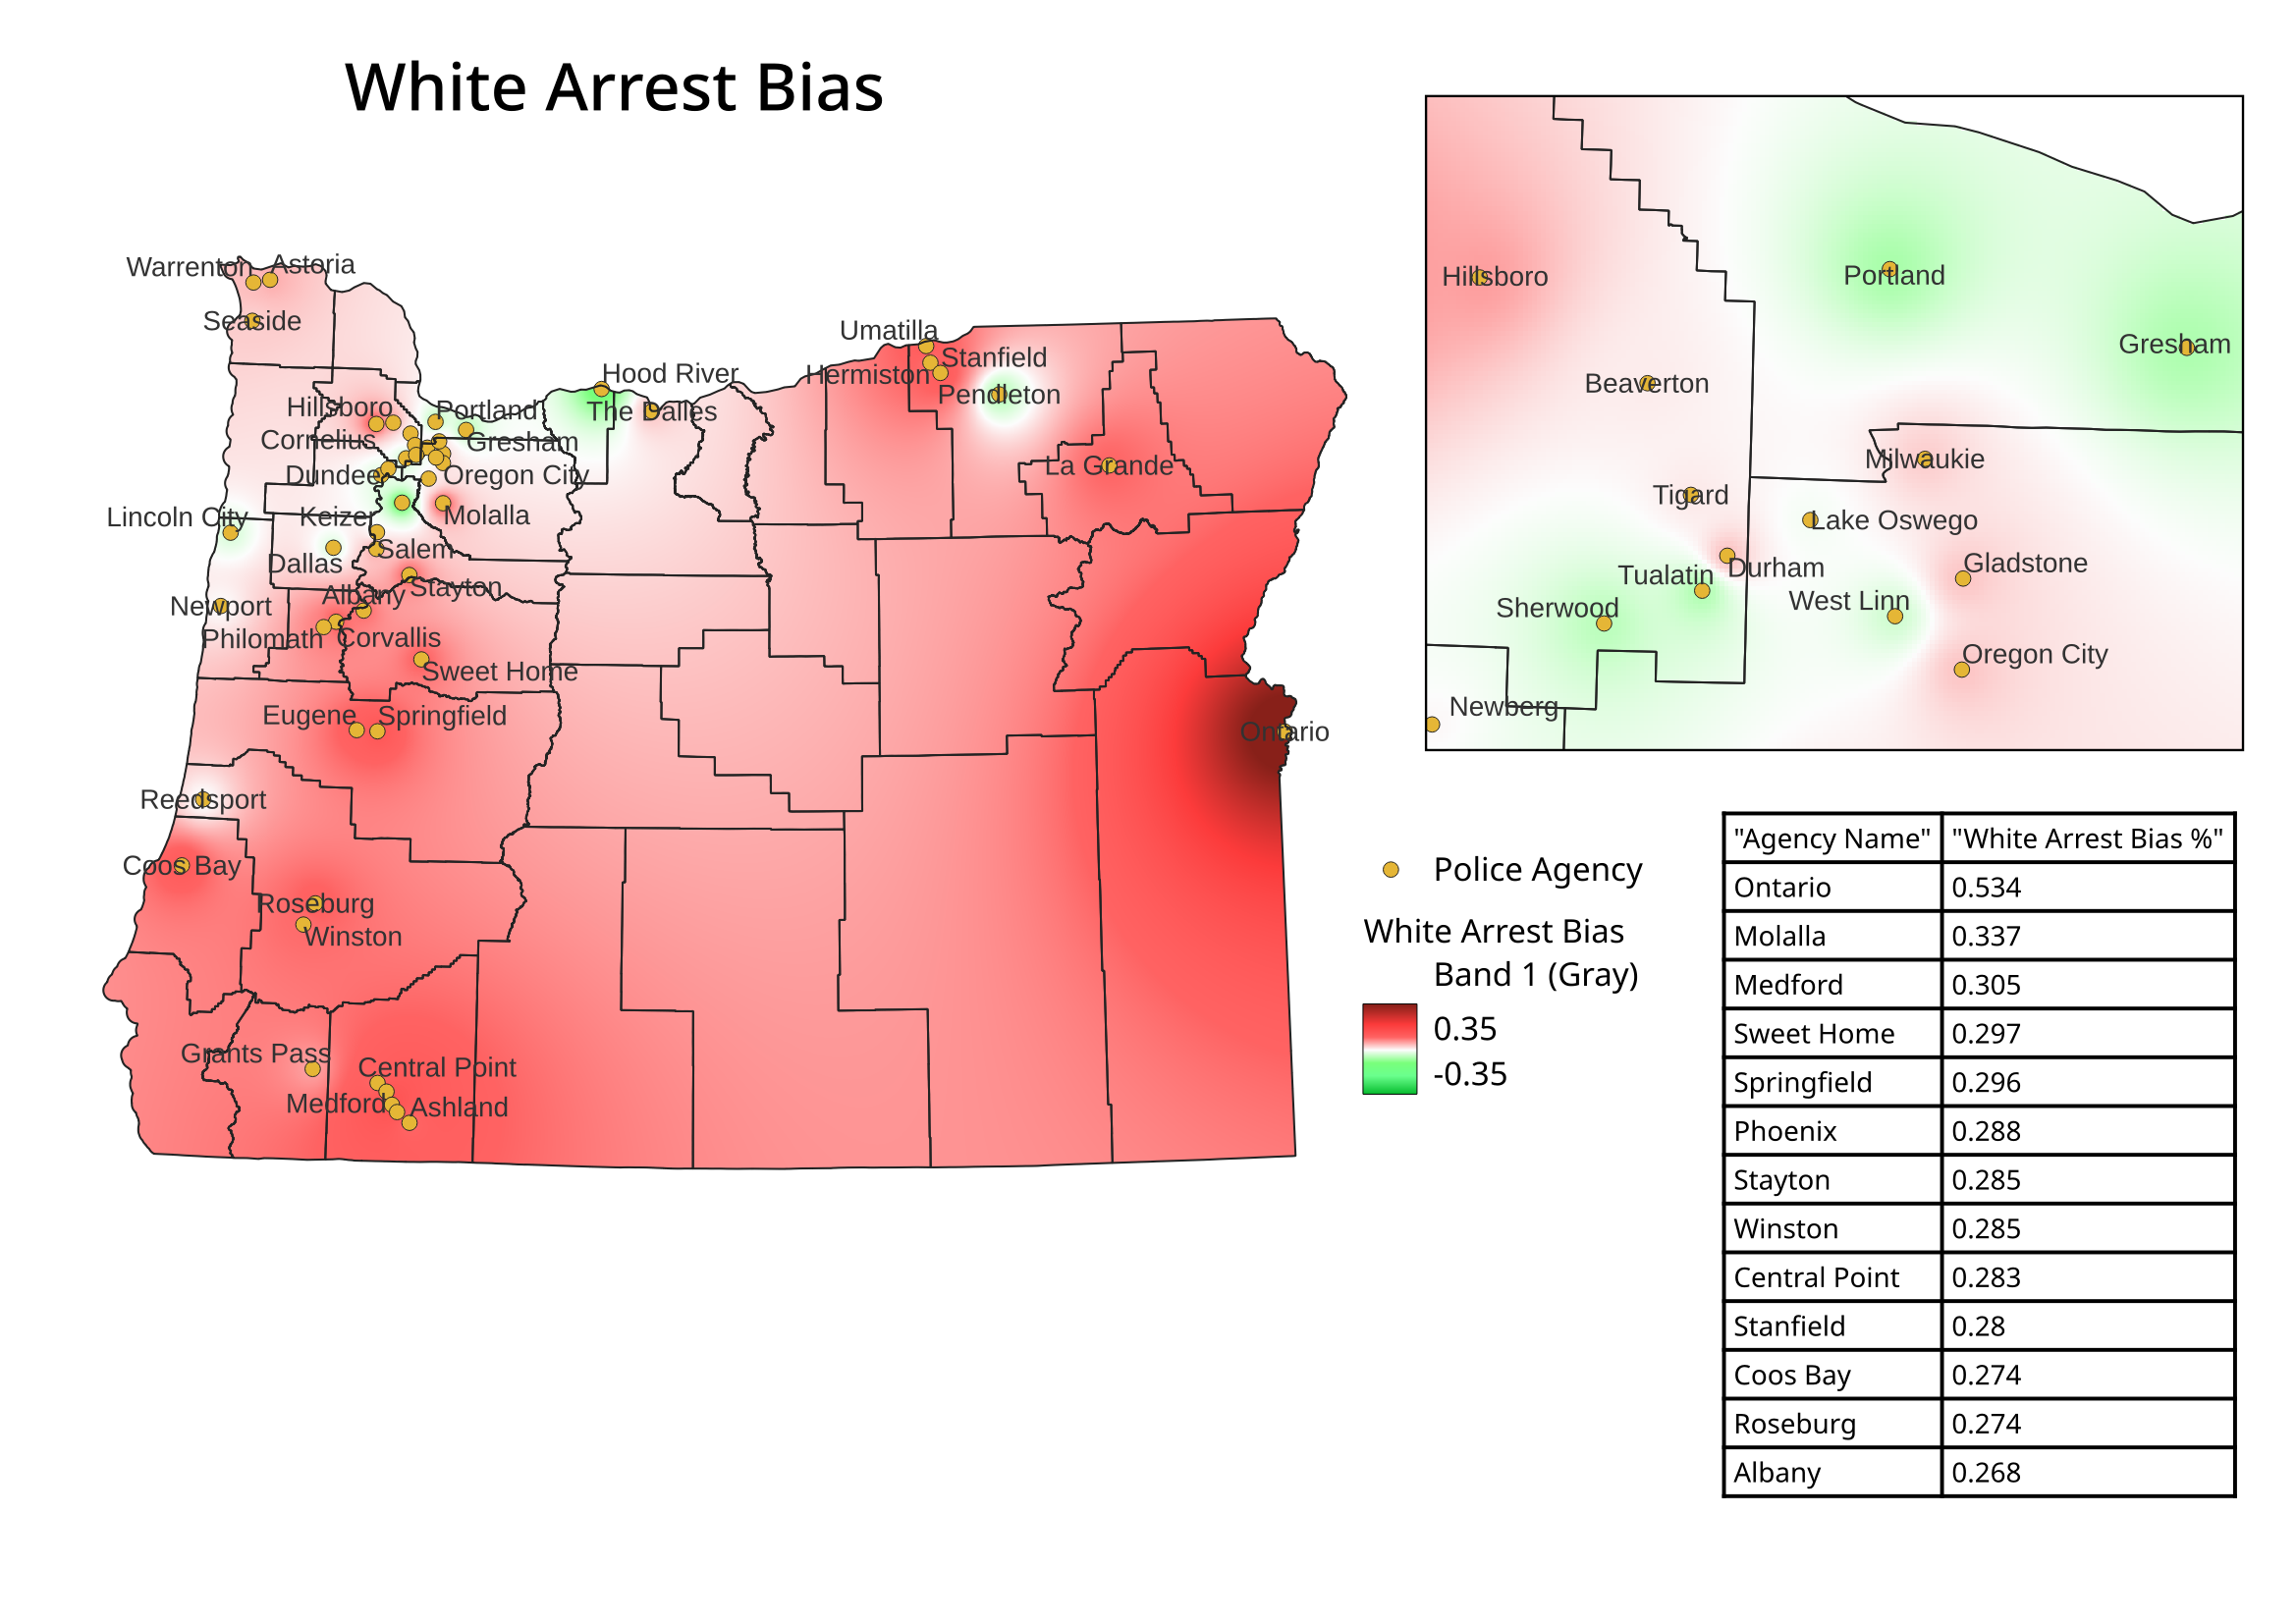 White Arrest Bias
Warrenton
Astoria
Seaside
Umatilla
Stanfield
Hermiston
Pendleton
Hood River
The Dalles
Hillsboro
Portland
Cornelius
Gresham
Dundee
Oregon City
La Grande
Lincoln City
Keizer
Molalla
Salem
Dallas
Stayton
Albany
Newport
Philomath
Corvallis
Sweet Home
Eugene
Springfield
Ontario
Reedsport
Coos Bay
Roseburg
Winston
Grants Pass
Central Point
Medford
Ashland
Hillsboro
Portland
Gresham
Beaverton
Milwaukie
Tigard
Lake Oswego
Durham
Gladstone
Tualatin
Sherwood
West Linn
Oregon City
Newberg
Police Agency
White Arrest Bias
Band 1 (Gray)
0.35
-0.35
"Agency Name" "White Arrest Bias %"
Ontario 0.534
Molalla 0.337
Medford 0.305
Sweet Home 0.297
Springfield 0.296
Phoenix 0.288
Stayton 0.285
Winston 0.285
Central Point 0.283
Stanfield 0.28
Coos Bay 0.274
Roseburg 0.274
Albany 0.268